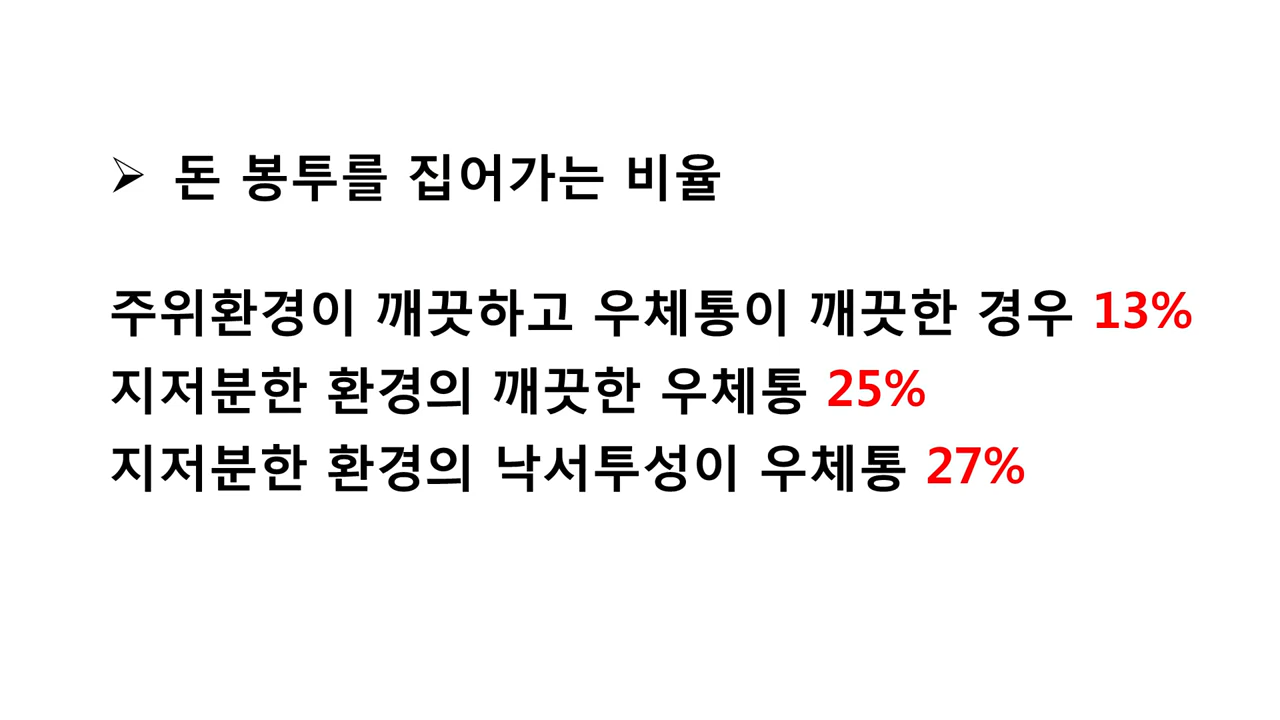 ➢ 돈 봉투를 집어가는 비율
주위환경이 깨끗하고 우체통이 깨끗한 경우 13%
지저분한 환경의 깨끗한 우체통 25%
지저분한 환경의 낙서투성이 우체통 27%